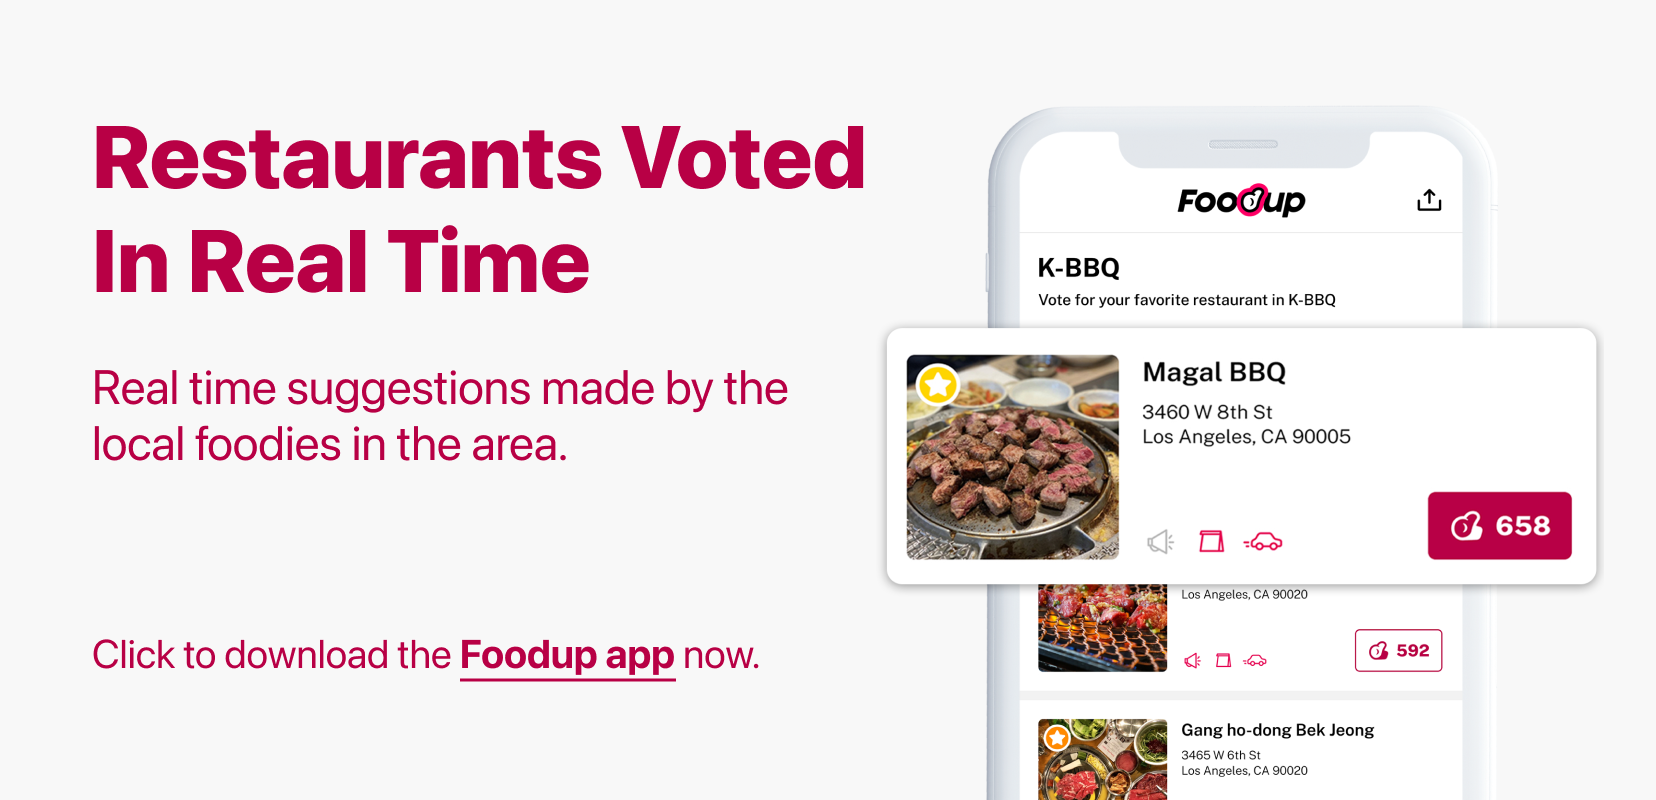 Restaurants Voted
In Real Time
Real time suggestions made by the
local foodies in the area.
Click to download the Foodup app now.
Foodup
K-BBQ
Vote for your favorite restaurant in K-BBQ
Magal BBQ
3460 W 8th St
Los Angeles, CA 90005
658
Los Angeles, CA 90020
592
Gang ho-dong Bek Jeong
3465 W 6th St
Los Angeles, CA 90020